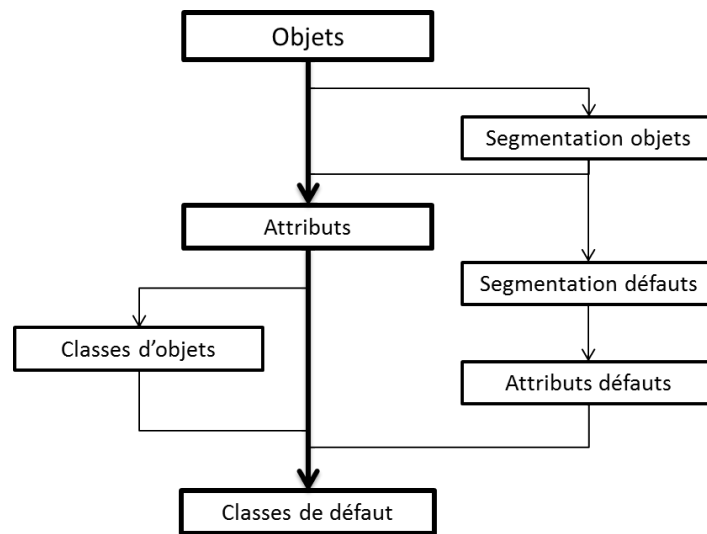 Objets
Segmentation objets
Attributs
Segmentation défauts
Classes d'objets
Attributs défauts
Classes de défaut